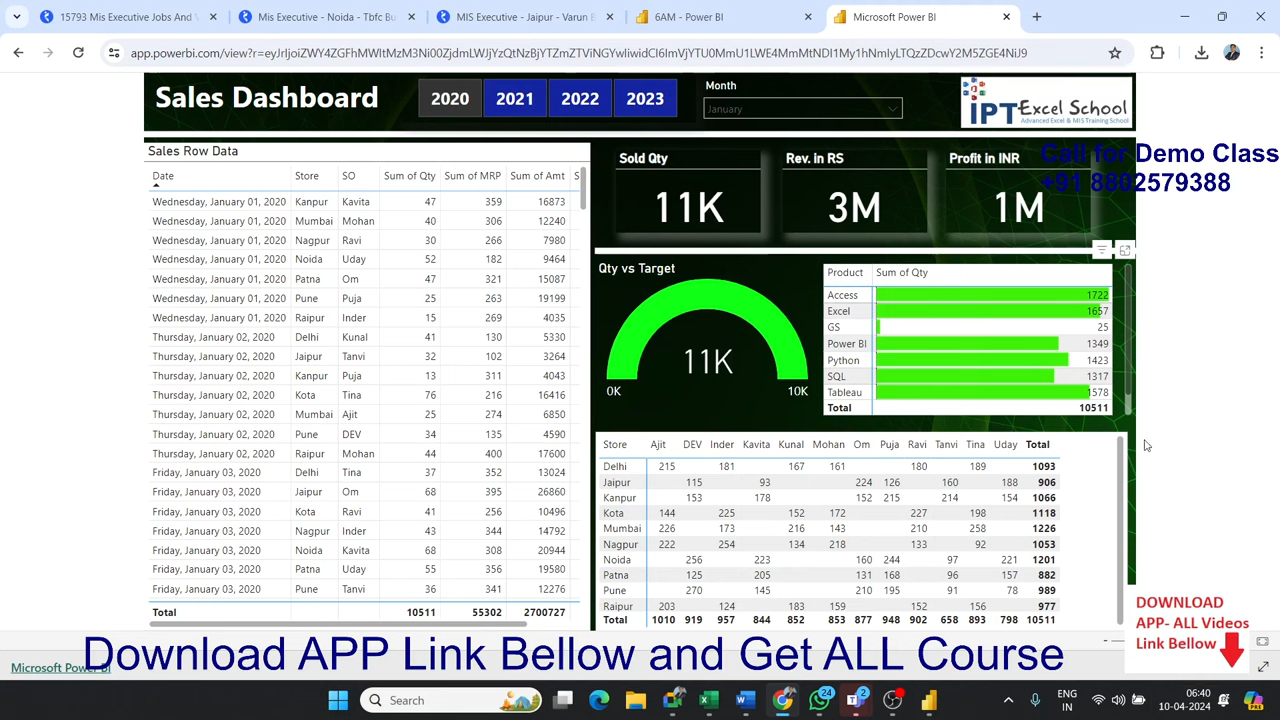 15793 Mis Executive Jobs And V
Mis Executive - Noida - Tbfc Bu
MIS Executive - Jaipur - Varun B
6AM - Power BI
Microsoft Power BI
Sales Dashboard
2020 2021 2022 2023
Month
January
IPT Excel School
Advanced Excel & MIS Training School
Call for Demo Class
+91 8802579388
Sales Row Data
Date Store SO Sum of Qty Sum of MRP Sum of Amt S
Wednesday, January 01, 2020 Kanpur Kavita 47 359 16873
Wednesday, January 01, 2020 Mumbai Mohan 40 306 12240
Wednesday, January 01, 2020 Nagpur Ravi 30 266 7980
Wednesday, January 01, 2020 Noida Uday 52 182 9464
Wednesday, January 01, 2020 Patna Om 47 321 15087
Wednesday, January 01, 2020 Pune Puja 25 263 19199
Wednesday, January 01, 2020 Raipur Inder 15 269 4035
Thursday, January 02, 2020 Delhi Kunal 41 130 5330
Thursday, January 02, 2020 Jaipur Tanvi 32 102 3264
Thursday, January 02, 2020 Kanpur Puja 13 311 4043
Thursday, January 02, 2020 Kota Tina 76 216 16416
Thursday, January 02, 2020 Mumbai Ajit 25 274 6850
Thursday, January 02, 2020 Pune DEV 34 135 4590
Thursday, January 02, 2020 Raipur Mohan 44 400 17600
Friday, January 03, 2020 Delhi Tina 37 352 13024
Friday, January 03, 2020 Jaipur Om 68 395 26860
Friday, January 03, 2020 Kota Ravi 41 256 10496
Friday, January 03, 2020 Nagpur Inder 43 344 14792
Friday, January 03, 2020 Noida Kavita 68 308 20944
Friday, January 03, 2020 Patna Uday 55 356 19580
Friday, January 03, 2020 Raipur Tanvi 36 341 12276
Total 10511 55302 2700727
Sold Qty
11K
Rev. in RS
3M
Profit in INR
1M
Qty vs Target
11K
0K 10K
Product Sum of Qty
Access 1722
Excel 1657
GS 25
Power BI 1349
Python 1423
SQL 1317
Tableau 1578
Total 10511
Store Ajit DEV Inder Kavita Kunal Mohan Om Puja Ravi Tanvi Tina Uday Total
Delhi 215 181 167 161 180 189 1093
Jaipur 115 93 224 126 160 188 906
Kanpur 153 178 152 215 214 154 1066
Kota 144 225 152 172 227 198 1118
Mumbai 226 173 216 143 210 258 1226
Nagpur 222 254 134 218 133 92 1053
Noida 256 223 160 244 97 221 1201
Patna 125 205 131 168 96 157 882
Pune 270 145 210 195 91 78 989
Raipur 203 124 183 159 152 156 977
Total 1010 919 957 844 852 853 877 948 902 658 893 798 10511
DOWNLOAD
APP- ALL Videos
Link Bellow
Download APP Link Bellow and Get ALL Course
Microsoft Power BI
Search
24
2
ENG
IN
06:40
10-04-2024